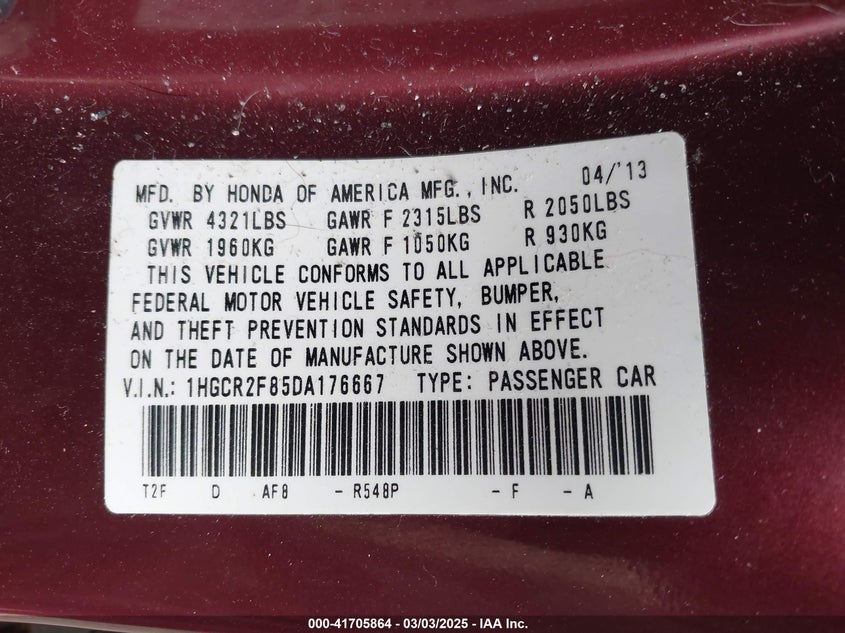 MFD. BY HONDA OF AMERICA MFG., INC. 04/'13
GVWR 4321LBS GAWR F 2315LBS R 2050LBS
GVWR 1960KG GAWR F 1050KG R 930KG
THIS VEHICLE CONFORMS TO ALL APPLICABLE
FEDERAL MOTOR VEHICLE SAFETY, BUMPER,
AND THEFT PREVENTION STANDARDS IN EFFECT
ON THE DATE OF MANUFACTURE SHOWN ABOVE.
V.I.N.: 1HGCR2F85DA176667 TYPE: PASSENGER CAR
T2F D AF8 - R548P - F - A
000-41705864 - 03/03/2025 - IAA Inc.